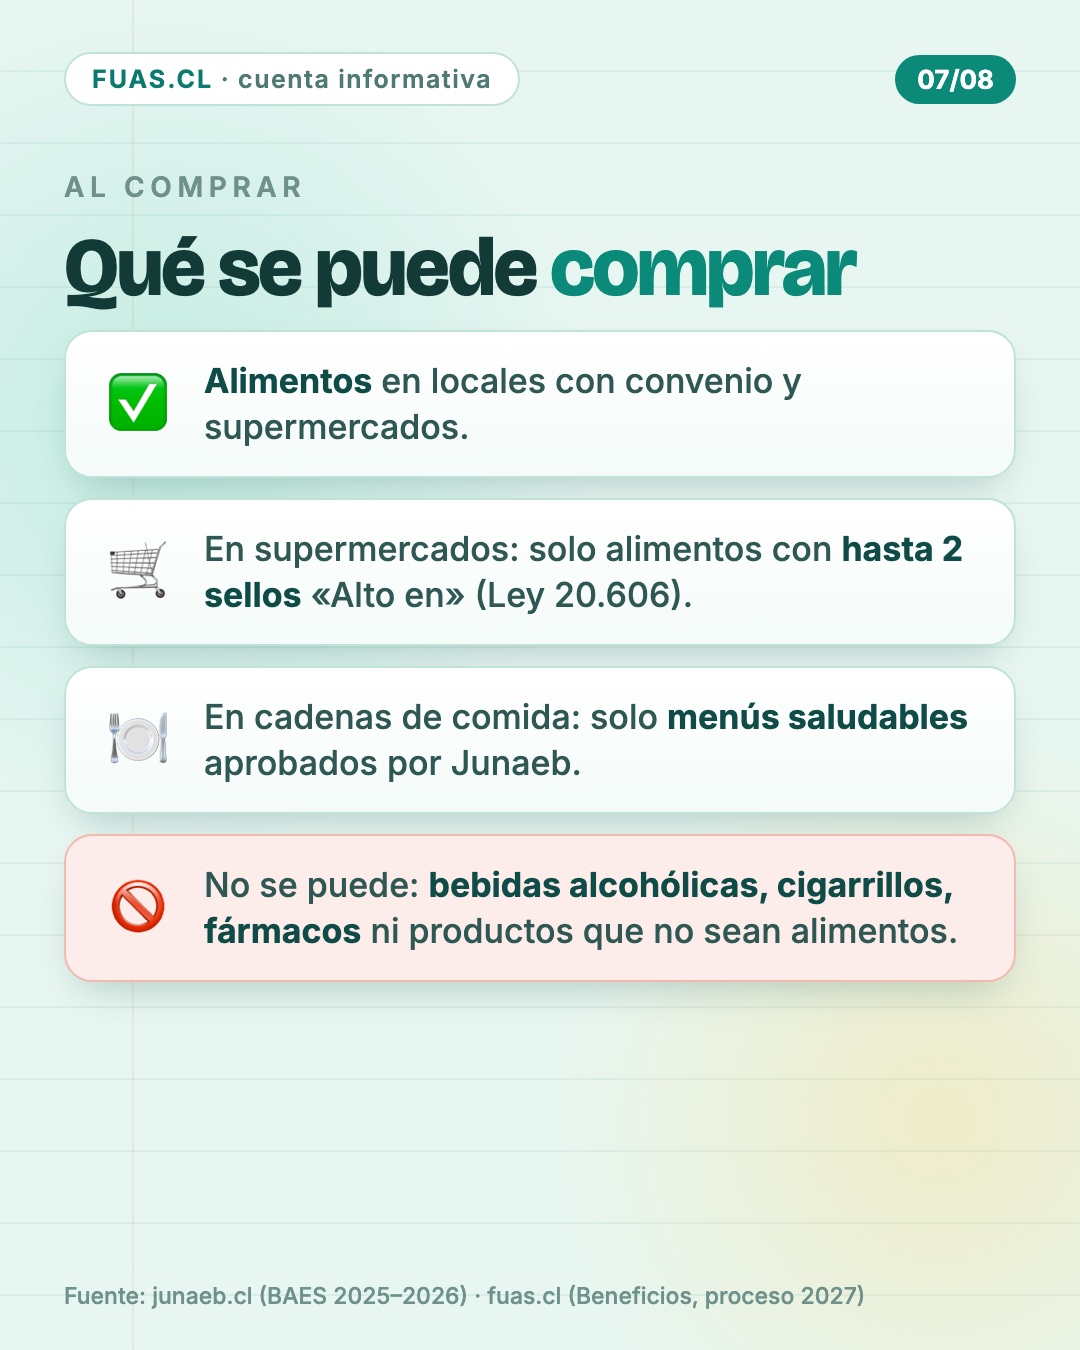 FUAS.CL · cuenta informativa
07/08
AL COMPRAR
Qué se puede comprar
Alimentos en locales con convenio y
supermercados.
En supermercados: solo alimentos con hasta 2
sellos «Alto en» (Ley 20.606).
En cadenas de comida: solo menús saludables
aprobados por Junaeb.
No se puede: bebidas alcohólicas, cigarrillos,
fármacos ni productos que no sean alimentos.
Fuente: junaeb.cl (BAES 2025–2026) · fuas.cl (Beneficios, proceso 2027)